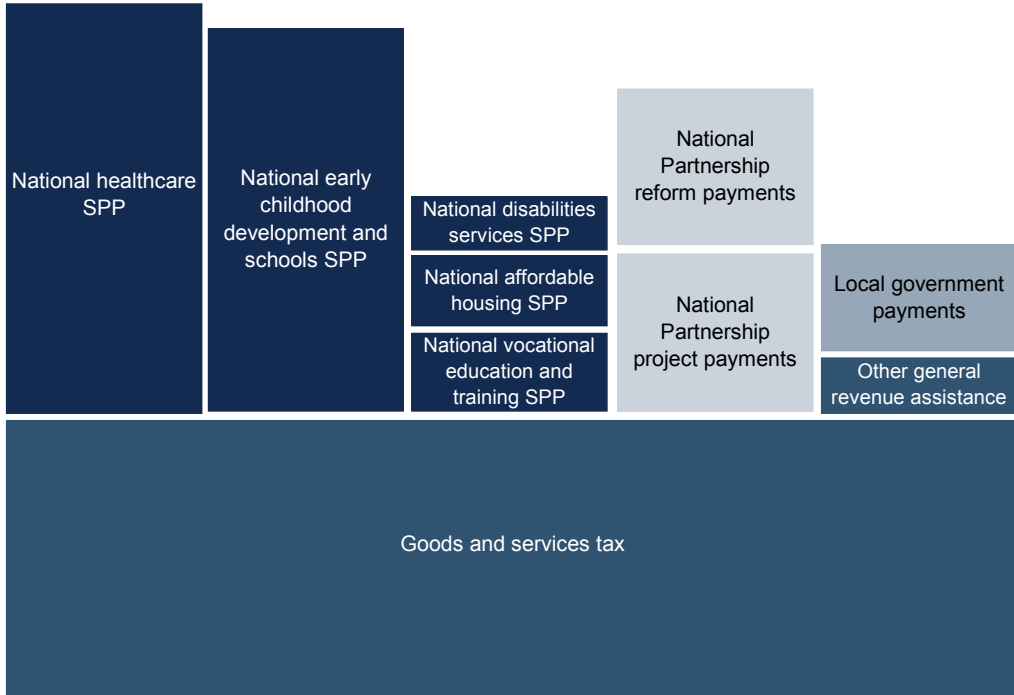 National healthcare
SPP
National early
childhood
development and
schools SPP
National disabilities
services SPP
National affordable
housing SPP
National vocational
education and
training SPP
National
Partnership
reform payments
National
Partnership
project payments
Local government
payments
Other general
revenue assistance
Goods and services tax